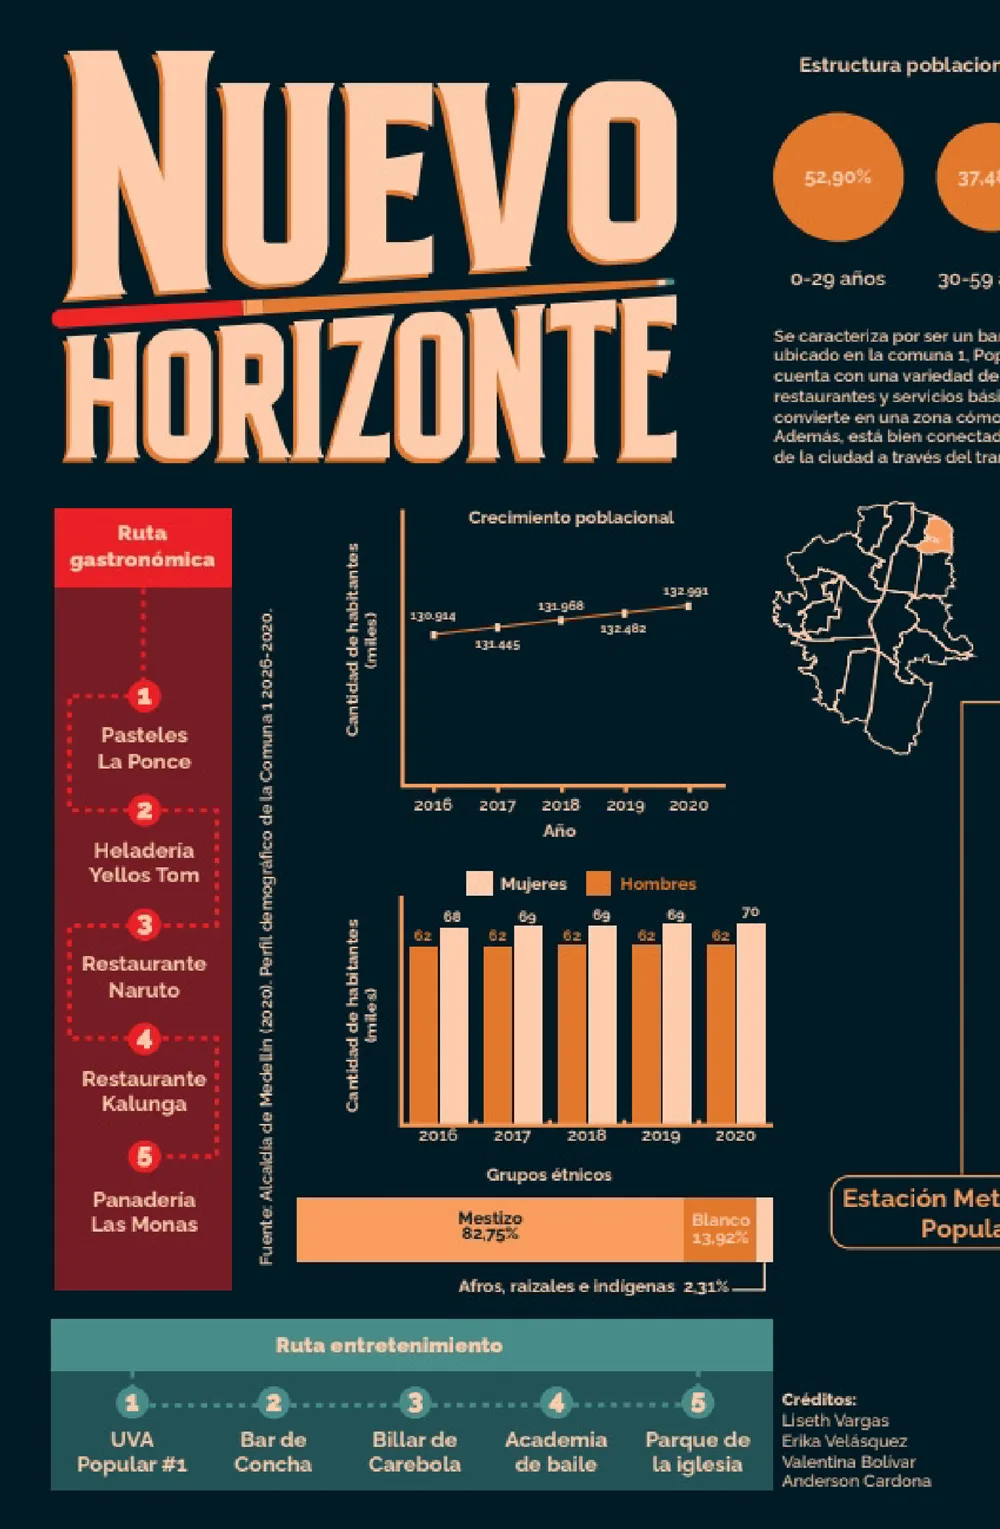 NUEVO
HORIZONTE
Estructura poblacion
52,90%
37,4
0-29 años
30-59
Se caracteriza por ser un
ubicado en la comuna 1,
cuenta con una variedad de
restaurantes y servicios
convierte en una zona
Además, está bien
de la ciudad a través del
Ruta
gastronómica
1
Pasteles
La Ponce
2
Heladería
Yellos Tom
3
Restaurante
Naruto
4
Restaurante
Kalunga
5
Panadería
Las Monas
Fuente: Alcaldía de Medellín (2020). Perfil demográfico de la Comuna 1 2026-2020.
Crecimiento poblacional
Cantidad de habitantes
(miles)
130.914
131.445
131.968
132.482
132.991
2016 2017 2018 2019 2020
Año
Mujeres Hombres
Cantidad de habitantes
(miles)
62 68 62 69 62 69 62 69 62 70
2016 2017 2018 2019 2020
Grupos étnicos
Mestizo
82,75%
Blanco
13,92%
Afros, raizales e indígenas 2,31%
Estación Met
Popula
Ruta entretenimiento
1 2 3 4 5
UVA
Popular #1
Bar de
Concha
Billar de
Carebola
Academia
de baile
Parque de
la iglesia
Créditos:
Liseth Vargas
Erika Velásquez
Valentina Bolívar
Anderson Cardona